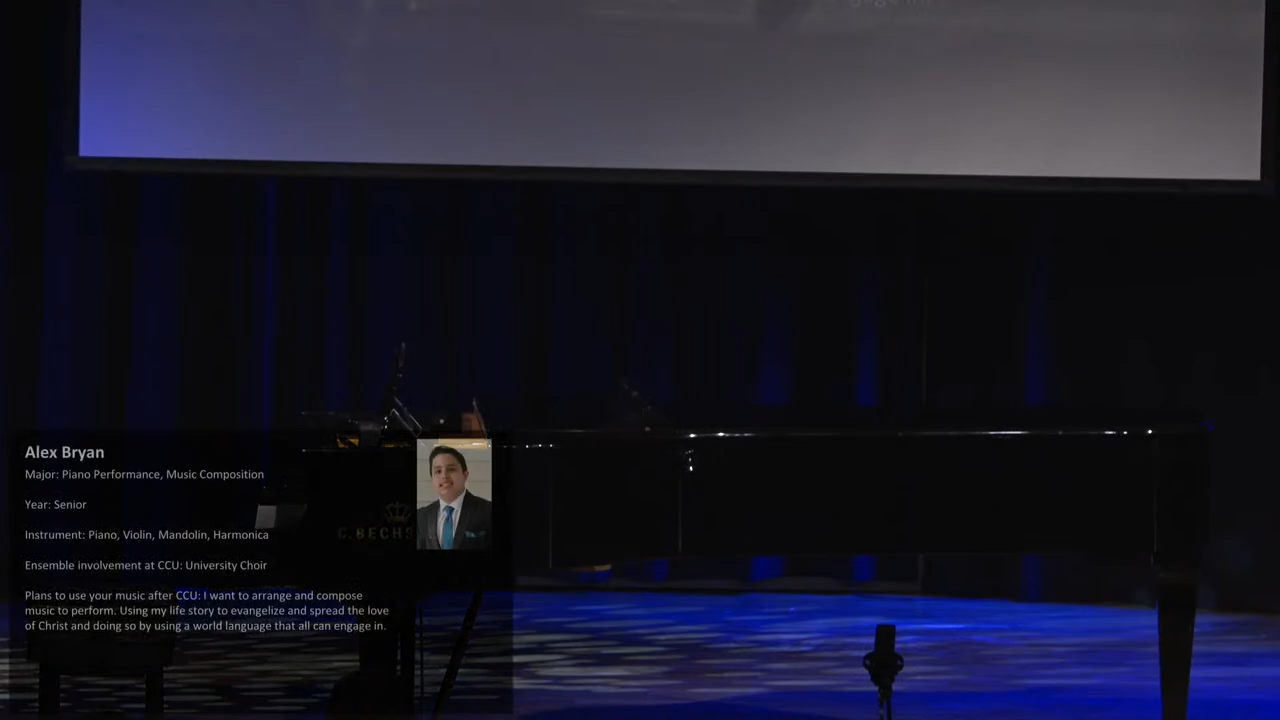 Alex Bryan
Major: Piano Performance, Music Composition
Year: Senior
Instrument: Piano, Violin, Mandolin, Harmonica
C. BECHS
Ensemble involvement at CCU: University Choir
Plans to use your music after CCU: I want to arrange and compose
music to perform. Using my life story to evangelize and spread the love
of Christ and doing so by using a world language that all can engage in.